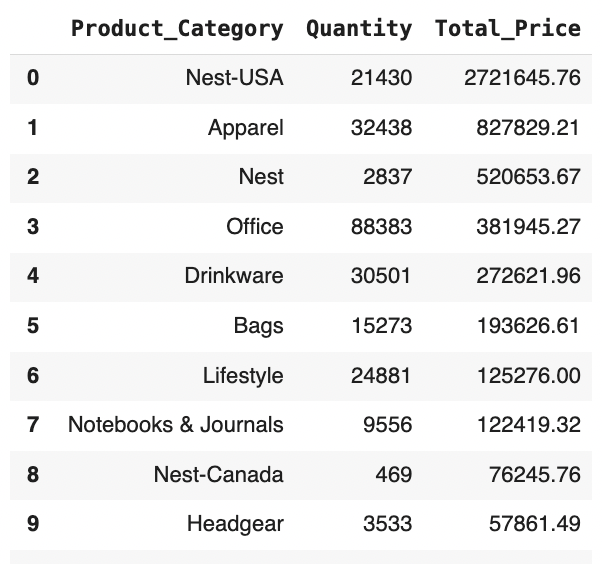 Product_Category Quantity Total_Price
0 Nest-USA 21430 2721645.76
1 Apparel 32438 827829.21
2 Nest 2837 520653.67
3 Office 88383 381945.27
4 Drinkware 30501 272621.96
5 Bags 15273 193626.61
6 Lifestyle 24881 125276.00
7 Notebooks & Journals 9556 122419.32
8 Nest-Canada 469 76245.76
9 Headgear 3533 57861.49